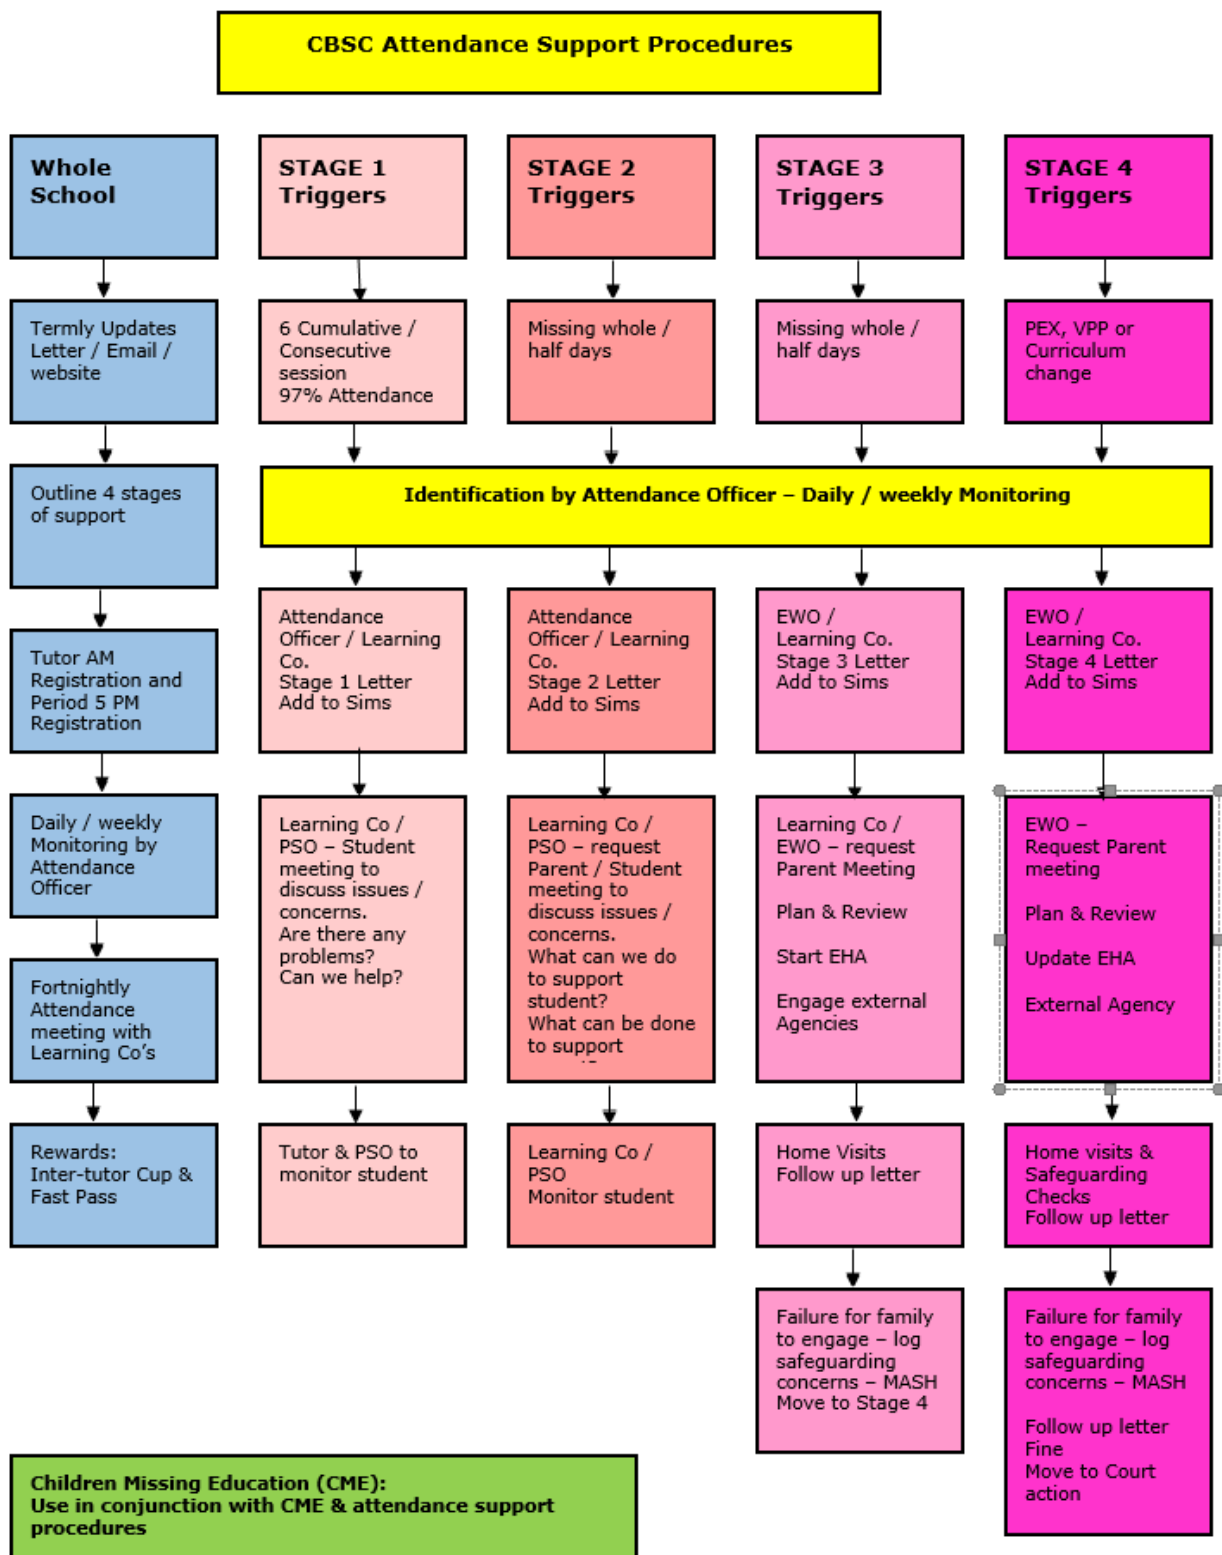 CBSC Attendance Support Procedures
Whole
School
Termly Updates
Letter / Email /
website
Outline 4 stages
of support
Tutor AM
Registration and
Period 5 PM
Registration
Daily / weekly
Monitoring by
Attendance
Officer
Fortnightly
Attendance
meeting with
Learning Co’s
Rewards:
Inter-tutor Cup &
Fast Pass
STAGE 1
Triggers
6 Cumulative /
Consecutive
session
97% Attendance
STAGE 2
Triggers
Missing whole /
half days
STAGE 3
Triggers
Missing whole /
half days
STAGE 4
Triggers
PEX, VPP or
Curriculum
change
Identification by Attendance Officer – Daily / weekly Monitoring
Attendance
Officer / Learning
Co.
Stage 1 Letter
Add to Sims
Learning Co /
PSO – Student
meeting to
discuss issues /
concerns.
Are there any
problems?
Can we help?
Tutor & PSO to
monitor student
Attendance
Officer / Learning
Co.
Stage 2 Letter
Add to Sims
Learning Co /
PSO – request
Parent / Student
meeting to
discuss issues /
concerns.
What can we do
to support
student?
What can be done
to support
Learning Co /
PSO
Monitor student
EWO /
Learning Co.
Stage 3 Letter
Add to Sims
Learning Co /
EWO – request
Parent Meeting
Plan & Review
Start EHA
Engage external
Agencies
Home Visits
Follow up letter
Failure for family
to engage – log
safeguarding
concerns – MASH
Move to Stage 4
EWO /
Learning Co.
Stage 4 Letter
Add to Sims
EWO –
Request Parent
meeting
Plan & Review
Update EHA
External Agency
Home visits &
Safeguarding
Checks
Follow up letter
Failure for family
to engage – log
safeguarding
concerns – MASH
Follow up letter
Fine
Move to Court
action
Children Missing Education (CME):
Use in conjunction with CME & attendance support
procedures